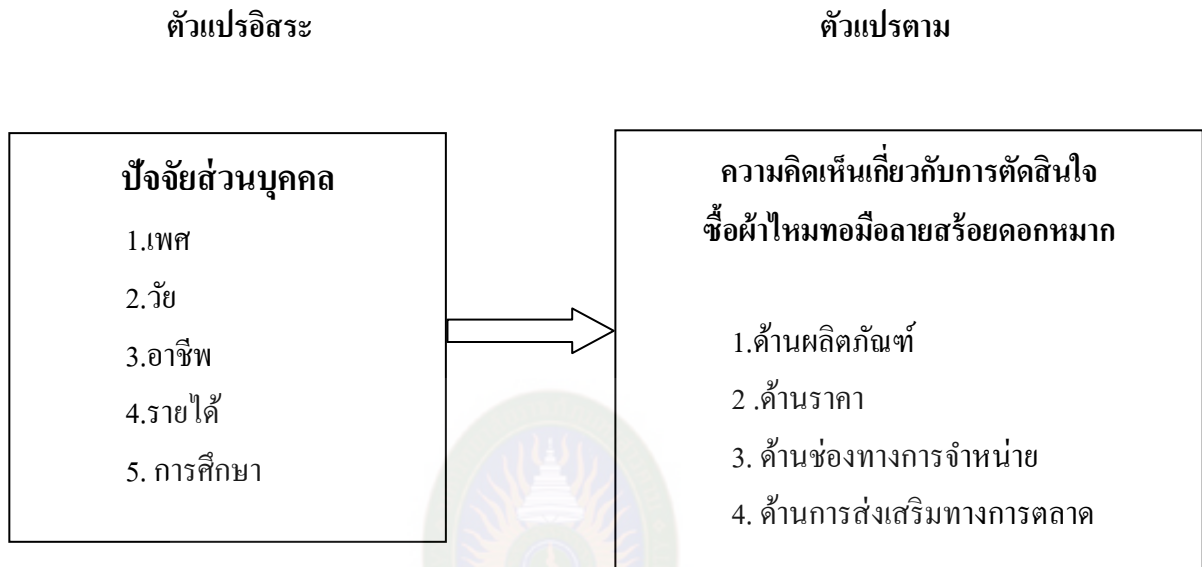 ตัวแปรอิสระ
ตัวแปรตาม
ปัจจัยส่วนบุคคล
1.เพศ
2.วัย
3.อาชีพ
4.รายได้
5. การศึกษา
ความคิดเห็นเกี่ยวกับการตัดสินใจ
ซื้อผ้าไหมทอมือลายสร้อยดอกหมาก
1.ด้านผลิตภัณฑ์
2 .ด้านราคา
3. ด้านช่องทางการจำหน่าย
4. ด้านการส่งเสริมทางการตลาด